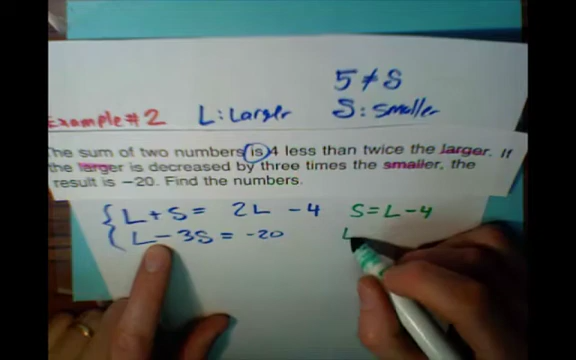 5 ≠ S
Example #2 L: Larger S: smaller
The sum of two numbers is 4 less than twice the larger. If
the larger is decreased by three times the smaller, the
result is −20. Find the numbers.
{ L + S = 2L − 4 S = L − 4
L − 3S = −20 L